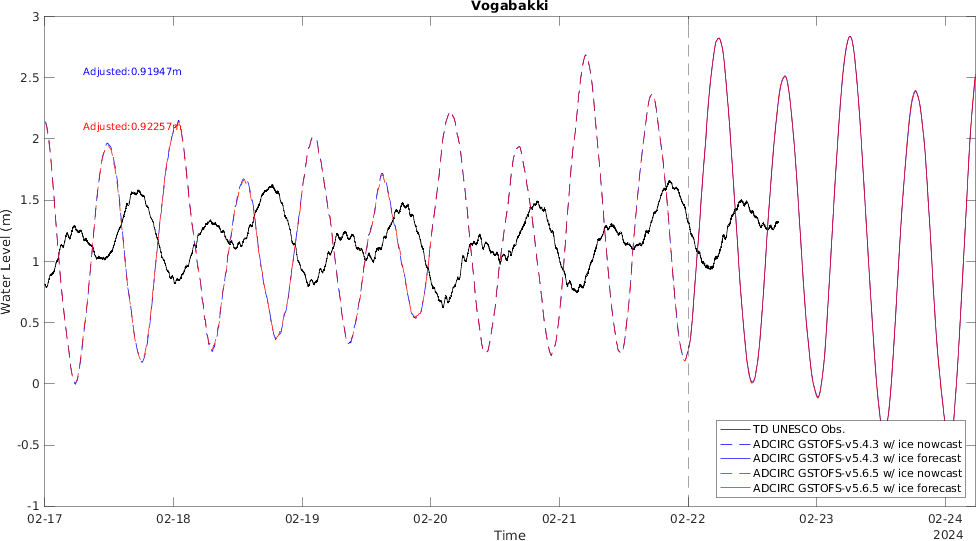 Vogabakki
3
2.5
2
1.5
1
0.5
0
-0.5
-1
Water Level (m)
Adjusted:0.91947m
Adjusted:0.92257m
TD UNESCO Obs.
ADCIRC GSTOFS-v5.4.3 w/ ice nowcast
ADCIRC GSTOFS-v5.4.3 w/ ice forecast
ADCIRC GSTOFS-v5.6.5 w/ ice nowcast
ADCIRC GSTOFS-v5.6.5 w/ ice forecast
02-17 02-18 02-19 02-20 02-21 02-22 02-23 02-24
Time
2024